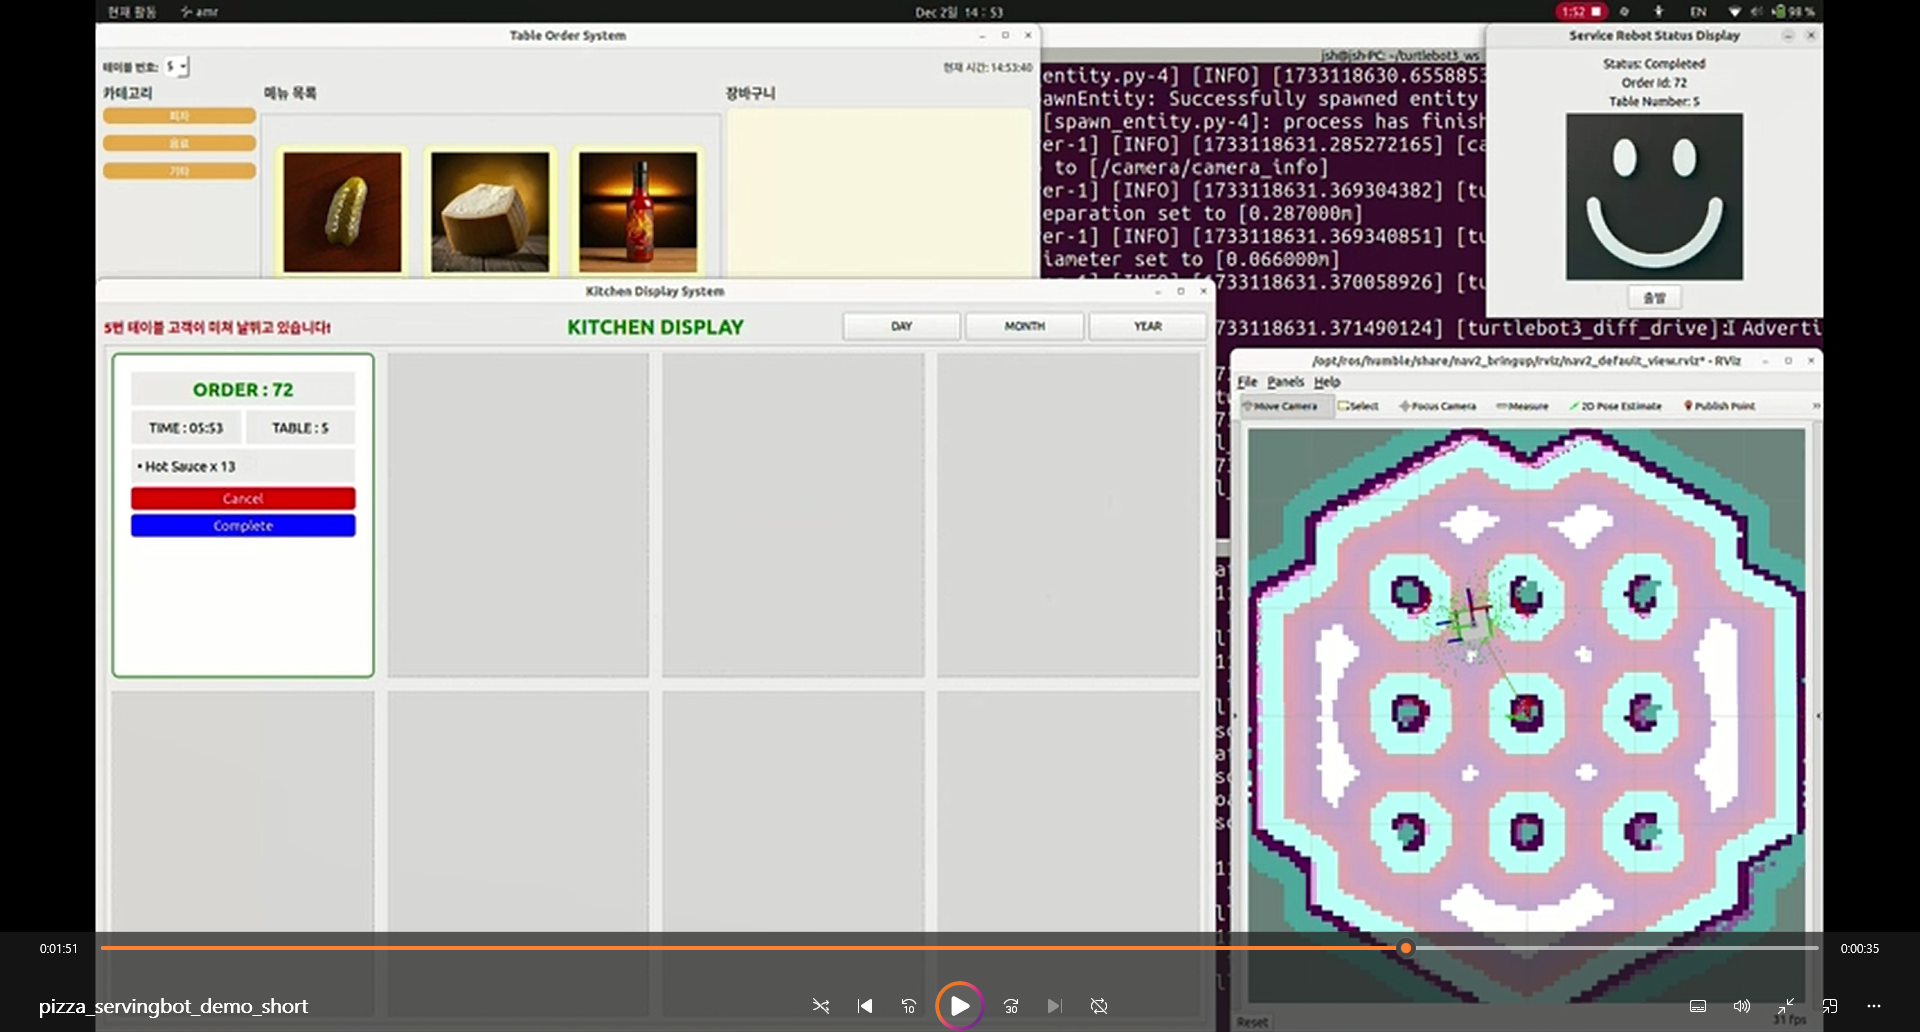 현재 활동
amr
Dec 2일 14 : 53
1:52
EN
98 %
Table Order System
테이블 번호: 5
현재 시간: 14:53:40
카테고리
메뉴 목록
장바구니
피자
음료
기타
jsh@jsh-PC: ~/turtlebot3_ws
entity.py-4] [INFO] [1733118630.6558853
awnEntity: Successfully spawned entity
[spawn_entity.py-4]: process has finish
er-1] [INFO] [1733118631.285272165] [ca
to [/camera/camera_info]
er-1] [INFO] [1733118631.369304382] [tu
eparation set to [0.287000m]
er-1] [INFO] [1733118631.369340851] [tu
iameter set to [0.066000m]
1733118631.370058926] [tu
1733118631.371490124] [turtlebot3_diff_drive]: Adverti
Service Robot Status Display
Status: Completed
Order Id: 72
Table Number: 5
출발
Kitchen Display System
5번 테이블 고객이 미쳐 날뛰고 있습니다!
KITCHEN DISPLAY
DAY
MONTH
YEAR
ORDER : 72
TIME : 05:53
TABLE : 5
• Hot Sauce x 13
Cancel
Complete
/opt/ros/humble/share/nav2_bringup/rviz/nav2_default_view.rviz* - RViz
File Panels Help
Move Camera Select Focus Camera Measure 2D Pose Estimate Publish Point »
Reset
31 fps
0:01:51
0:00:35
pizza_servingbot_demo_short
10
30